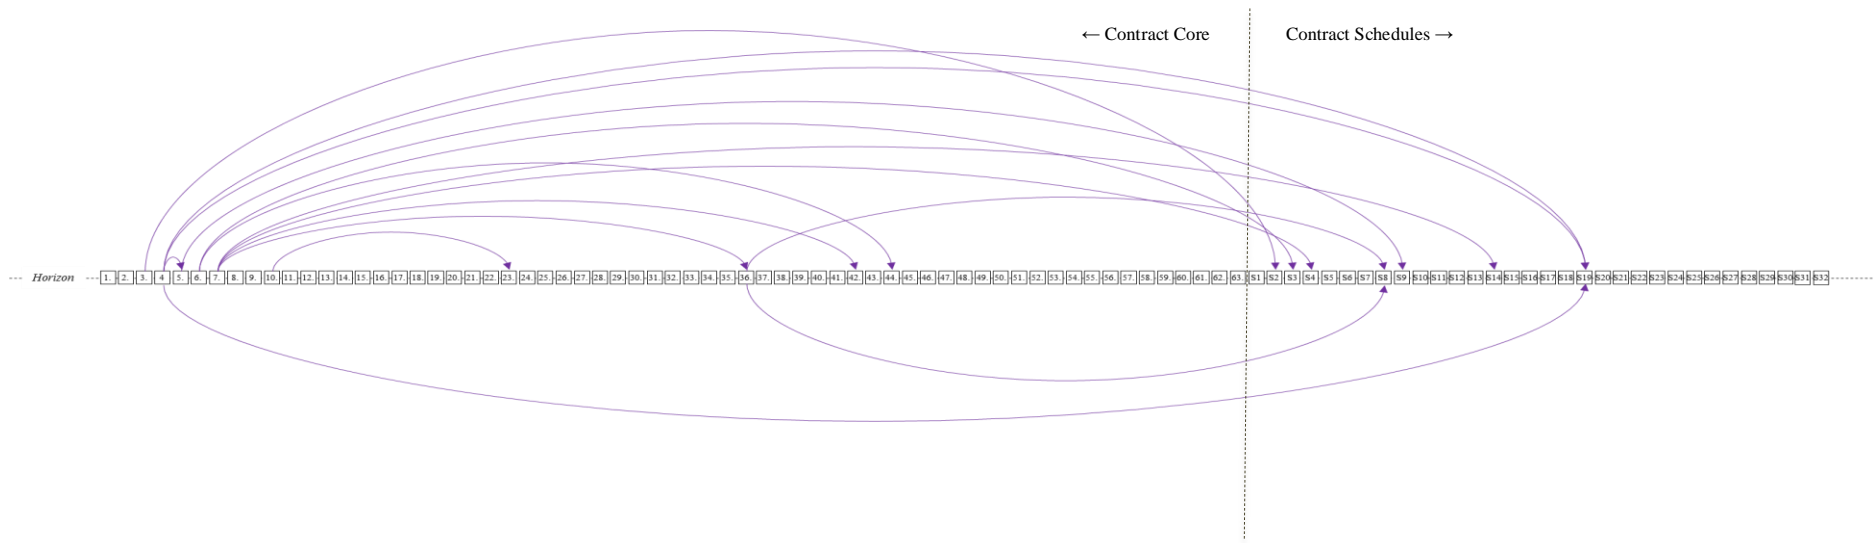 ← Contract Core Contract Schedules →
Horizon 1. 2. 3. 4 5. 6. 7. 8. 9. 10. 11. 12. 13. 14. 15. 16. 17. 18. 19. 20. 21. 22. 23. 24. 25. 26. 27. 28. 29. 30. 31. 32. 33. 34. 35. 36. 37. 38. 39. 40. 41. 42. 43. 44. 45. 46. 47. 48. 49. 50. 51. 52. 53. 54. 55. 56. 57. 58. 59. 60. 61. 62. 63. S1 S2 S3 S4 S5 S6 S7 S8 S9 S10 S11 S12 S13 S14 S15 S16 S17 S18 S19 S20 S21 S22 S23 S24 S25 S26 S27 S28 S29 S30 S31 S32